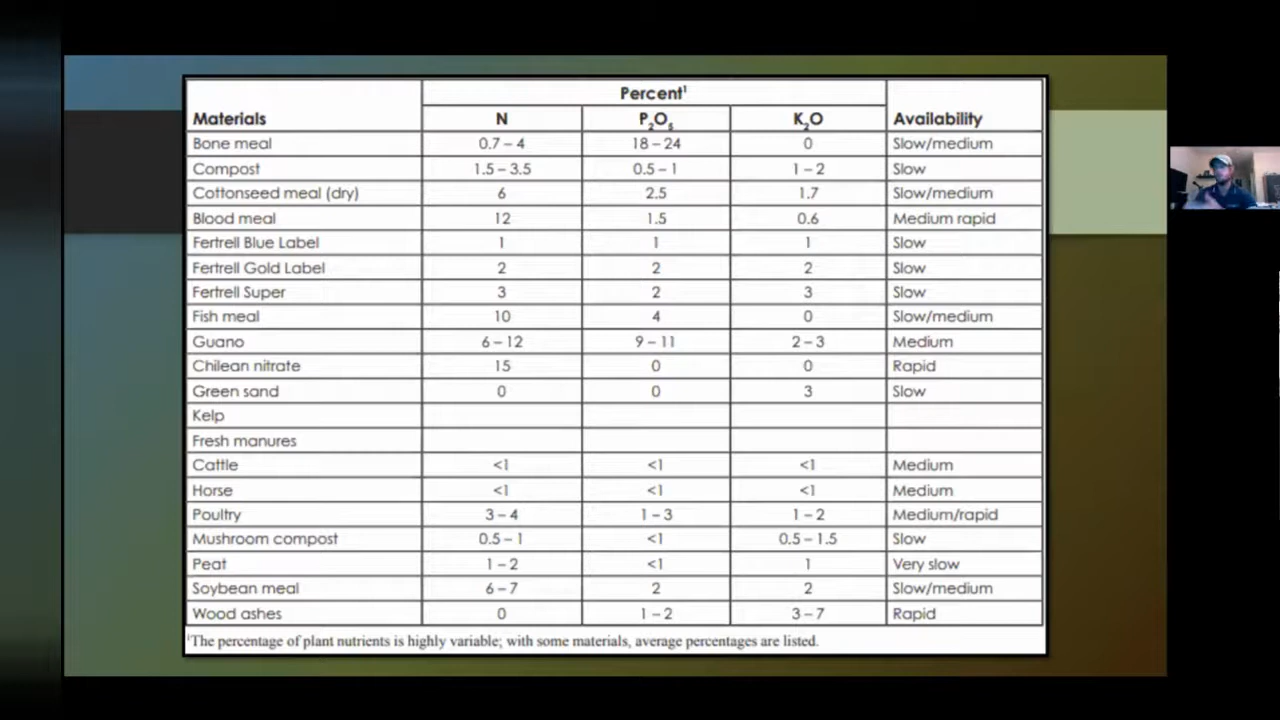 Percent¹
Materials N P₂O₅ K₂O Availability
Bone meal 0.7 – 4 18 – 24 0 Slow/medium
Compost 1.5 – 3.5 0.5 – 1 1 – 2 Slow
Cottonseed meal (dry) 6 2.5 1.7 Slow/medium
Blood meal 12 1.5 0.6 Medium rapid
Fertrell Blue Label 1 1 1 Slow
Fertrell Gold Label 2 2 2 Slow
Fertrell Super 3 2 3 Slow
Fish meal 10 4 0 Slow/medium
Guano 6 – 12 9 – 11 2 – 3 Medium
Chilean nitrate 15 0 0 Rapid
Green sand 0 0 3 Slow
Kelp
Fresh manures
Cattle <1 <1 <1 Medium
Horse <1 <1 <1 Medium
Poultry 3 – 4 1 – 3 1 – 2 Medium/rapid
Mushroom compost 0.5 – 1 <1 0.5 – 1.5 Slow
Peat 1 – 2 <1 1 Very slow
Soybean meal 6 – 7 2 2 Slow/medium
Wood ashes 0 1 – 2 3 – 7 Rapid
¹The percentage of plant nutrients is highly variable; with some materials, average percentages are listed.